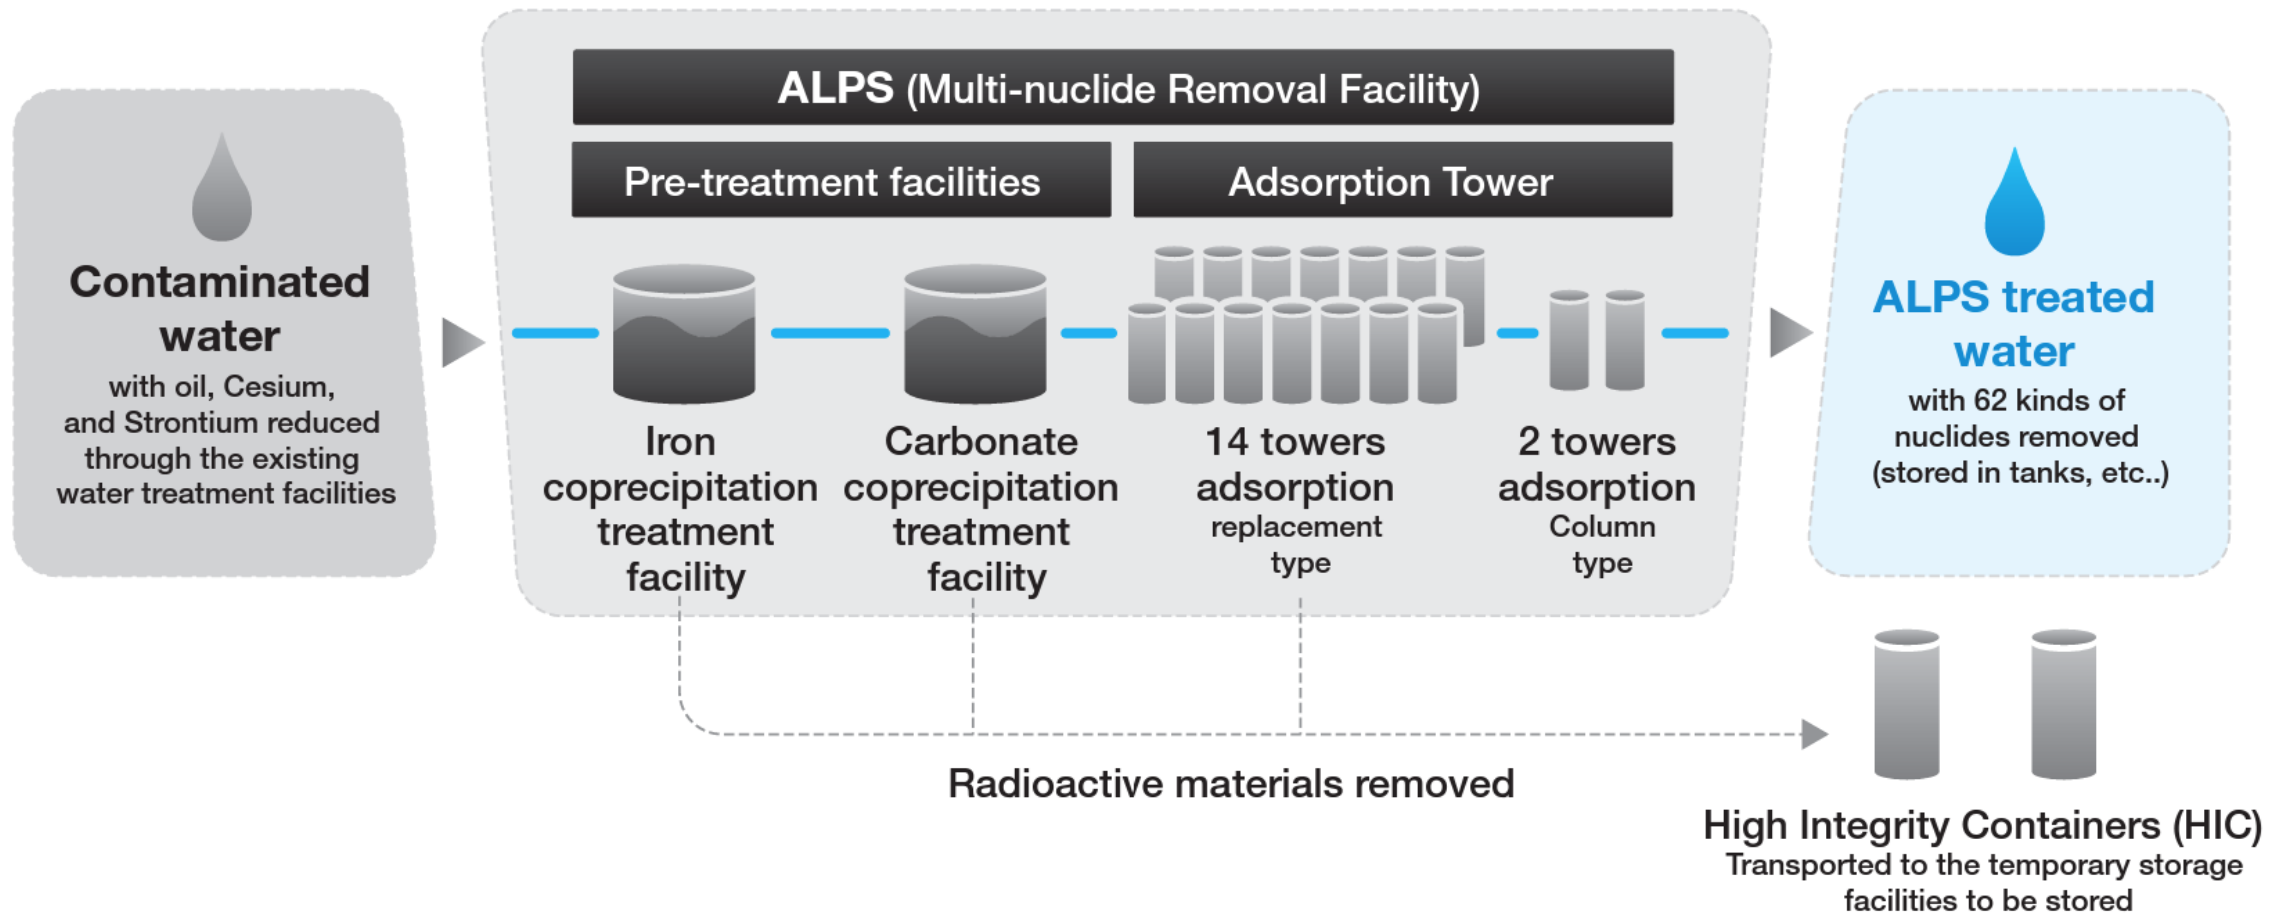 ALPS (Multi-nuclide Removal Facility)
Pre-treatment facilities
Adsorption Tower
Contaminated
water
with oil, Cesium,
and Strontium reduced
through the existing
water treatment facilities
Iron
coprecipitation
treatment
facility
Carbonate
coprecipitation
treatment
facility
14 towers
adsorption
replacement
type
2 towers
adsorption
Column
type
ALPS treated
water
with 62 kinds of
nuclides removed
(stored in tanks, etc..)
Radioactive materials removed
High Integrity Containers (HIC)
Transported to the temporary storage
facilities to be stored